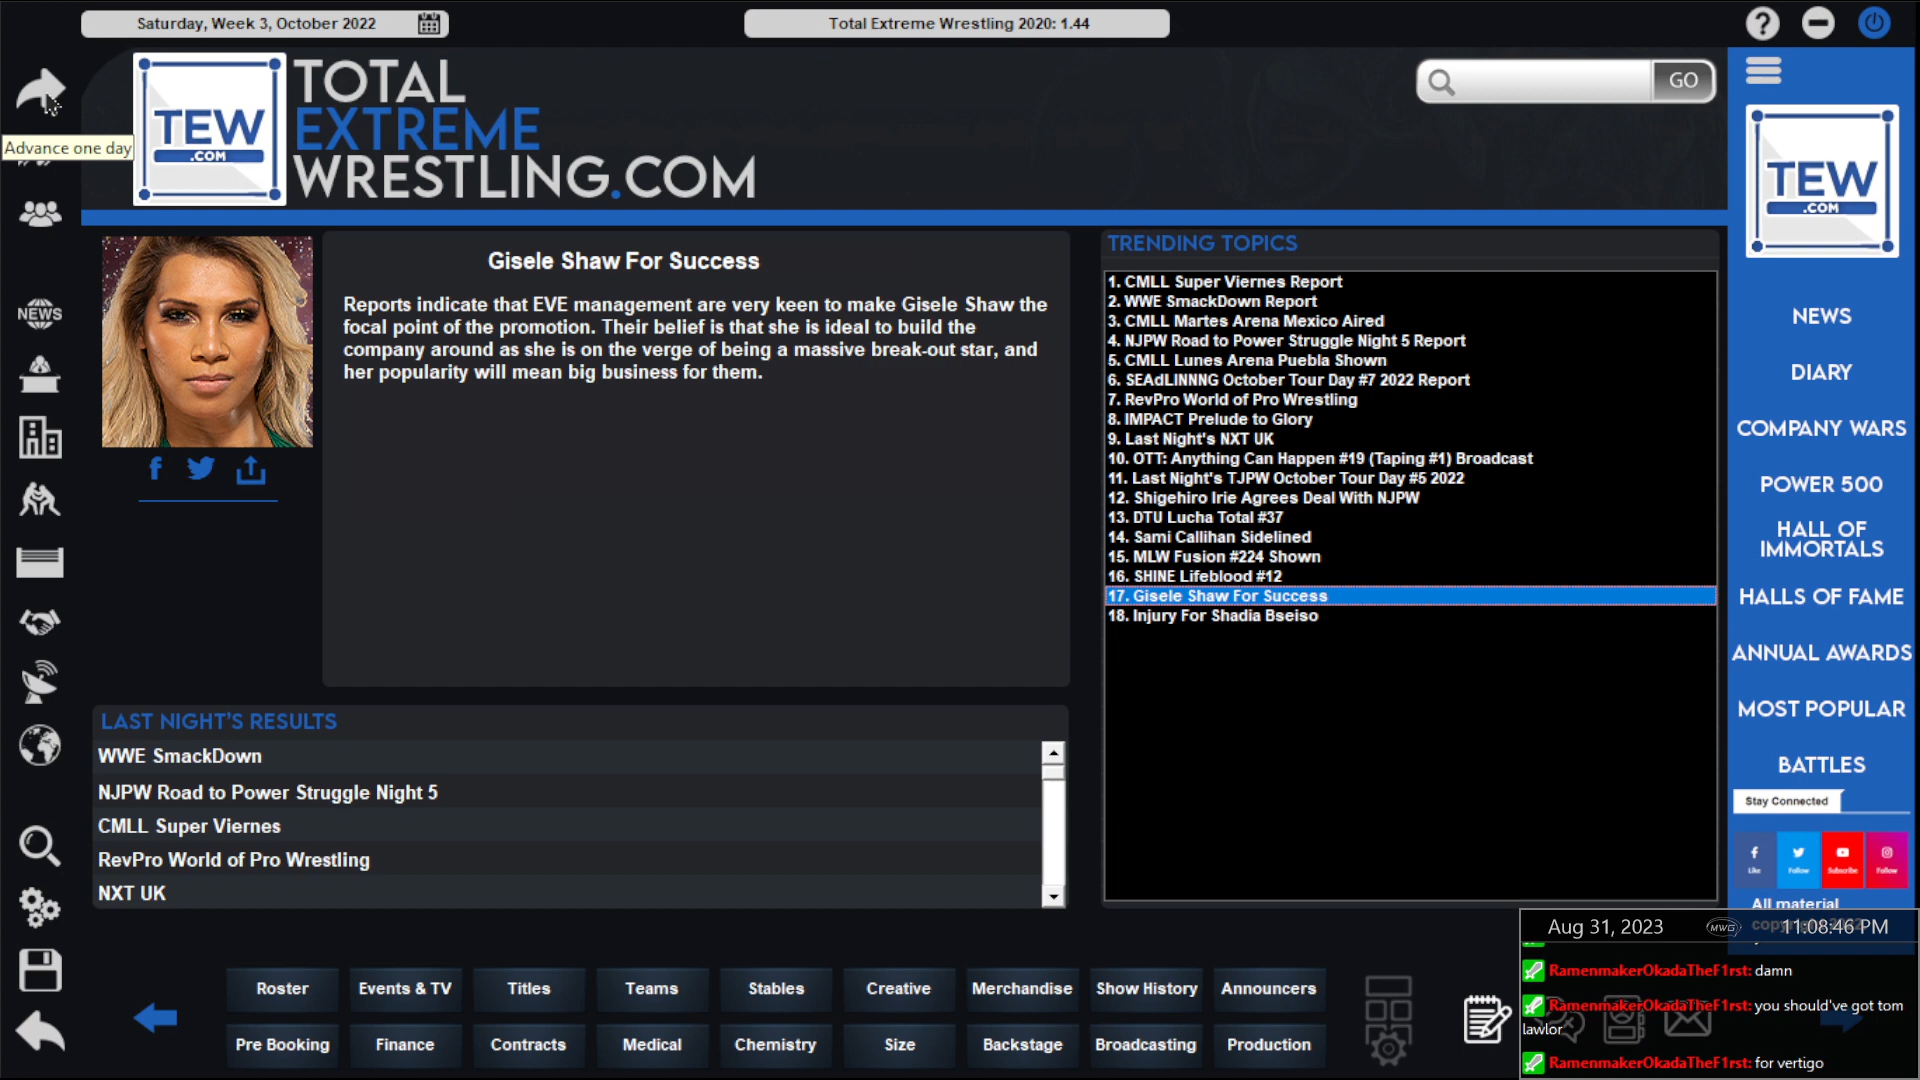 Saturday, Week 3, October 2022
Total Extreme Wrestling 2020: 1.44
Advance one day
TEW
.COM
TOTAL
EXTREME
WRESTLING.COM
GO
TEW
.COM
NEWS
Gisele Shaw For Success
Reports indicate that EVE management are very keen to make Gisele Shaw the
focal point of the promotion. Their belief is that she is ideal to build the
company around as she is on the verge of being a massive break-out star, and
her popularity will mean big business for them.
TRENDING TOPICS
1. CMLL Super Viernes Report
2. WWE SmackDown Report
3. CMLL Martes Arena Mexico Aired
4. NJPW Road to Power Struggle Night 5 Report
5. CMLL Lunes Arena Puebla Shown
6. SEAdLINNNG October Tour Day #7 2022 Report
7. RevPro World of Pro Wrestling
8. IMPACT Prelude to Glory
9. Last Night's NXT UK
10. OTT: Anything Can Happen #19 (Taping #1) Broadcast
11. Last Night's TJPW October Tour Day #5 2022
12. Shigehiro Irie Agrees Deal With NJPW
13. DTU Lucha Total #37
14. Sami Callihan Sidelined
15. MLW Fusion #224 Shown
16. SHINE Lifeblood #12
17. Gisele Shaw For Success
18. Injury For Shadia Bseiso
LAST NIGHT'S RESULTS
WWE SmackDown
NJPW Road to Power Struggle Night 5
CMLL Super Viernes
RevPro World of Pro Wrestling
NXT UK
NEWS
DIARY
COMPANY WARS
POWER 500
HALL OF
IMMORTALS
HALLS OF FAME
ANNUAL AWARDS
MOST POPULAR
BATTLES
Stay Connected
Like
Follow
Subscribe
Follow
All material
Aug 31, 2023
MWG
11:08:46 PM
RamenmakerOkadaTheF1rst: damn
RamenmakerOkadaTheF1rst: you should've got tom
lawlor
RamenmakerOkadaTheF1rst: for vertigo
Roster
Events & TV
Titles
Teams
Stables
Creative
Merchandise
Show History
Announcers
Pre Booking
Finance
Contracts
Medical
Chemistry
Size
Backstage
Broadcasting
Production